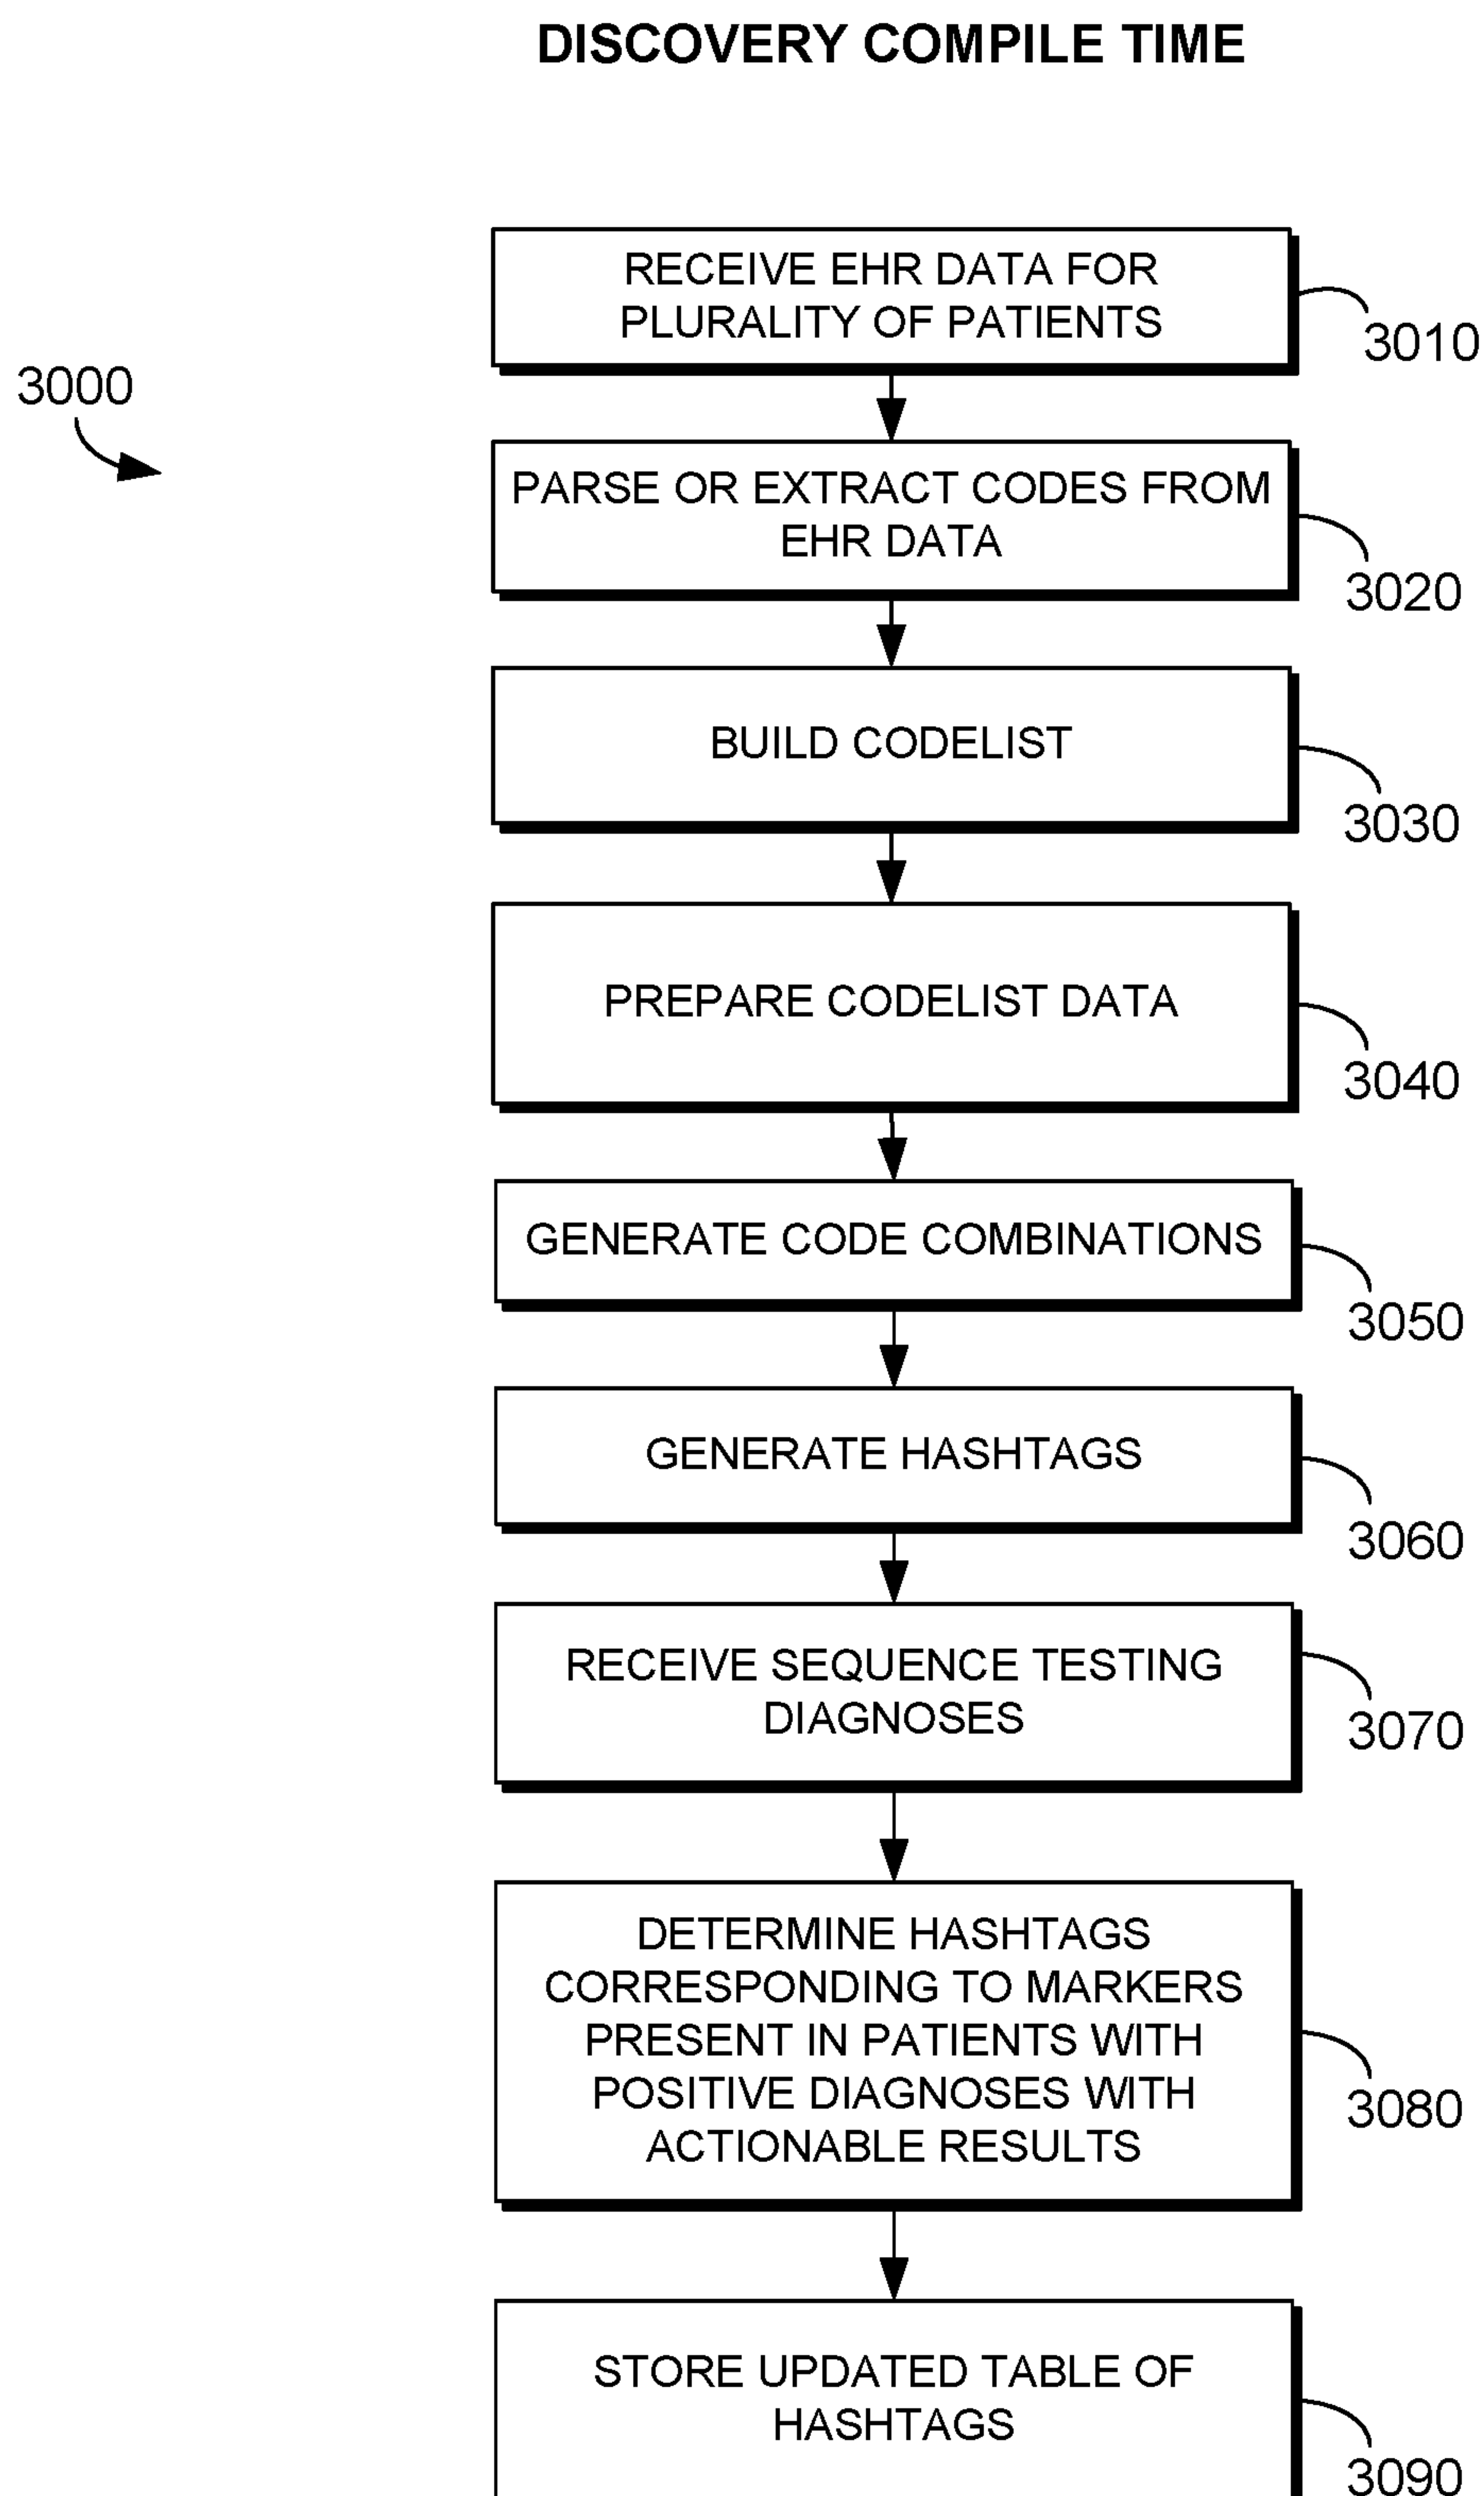 DISCOVERY COMPILE TIME
RECEIVE EHR DATA FOR
PLURALITY OF PATIENTS
3010
3000
PARSE OR EXTRACT CODES FROM
EHR DATA
3020
BUILD CODELIST
3030
PREPARE CODELIST DATA
3040
GENERATE CODE COMBINATIONS
3050
GENERATE HASHTAGS
3060
RECEIVE SEQUENCE TESTING
DIAGNOSES
3070
DETERMINE HASHTAGS
CORRESPONDING TO MARKERS
PRESENT IN PATIENTS WITH
POSITIVE DIAGNOSES WITH
ACTIONABLE RESULTS
3080
STORE UPDATED TABLE OF
HASHTAGS
3090